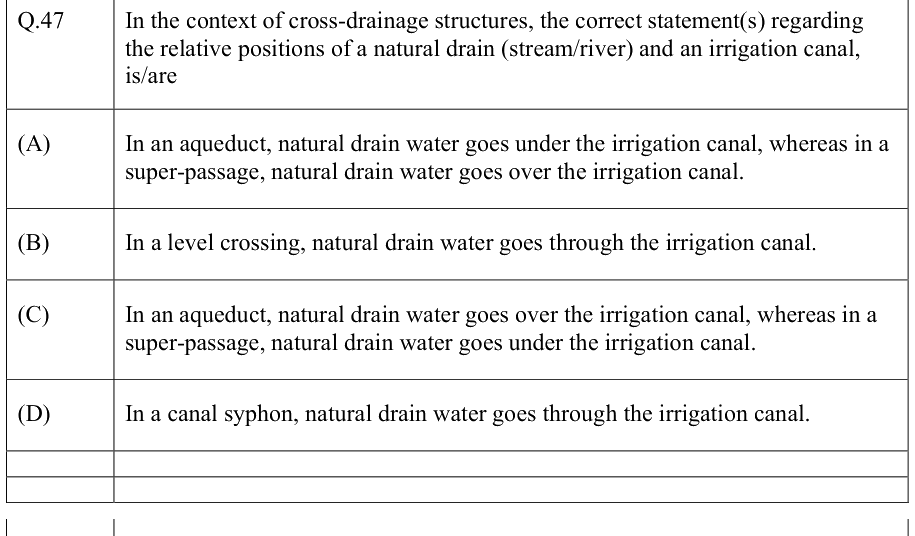 Q.47
In the context of cross-drainage structures, the correct statement(s) regarding
the relative positions of a natural drain (stream/river) and an irrigation canal,
is/are
(A)
In an aqueduct, natural drain water goes under the irrigation canal, whereas in a
super-passage, natural drain water goes over the irrigation canal.
(B)
In a level crossing, natural drain water goes through the irrigation canal.
(C)
In an aqueduct, natural drain water goes over the irrigation canal, whereas in a
super-passage, natural drain water goes under the irrigation canal.
(D)
In a canal syphon, natural drain water goes through the irrigation canal.